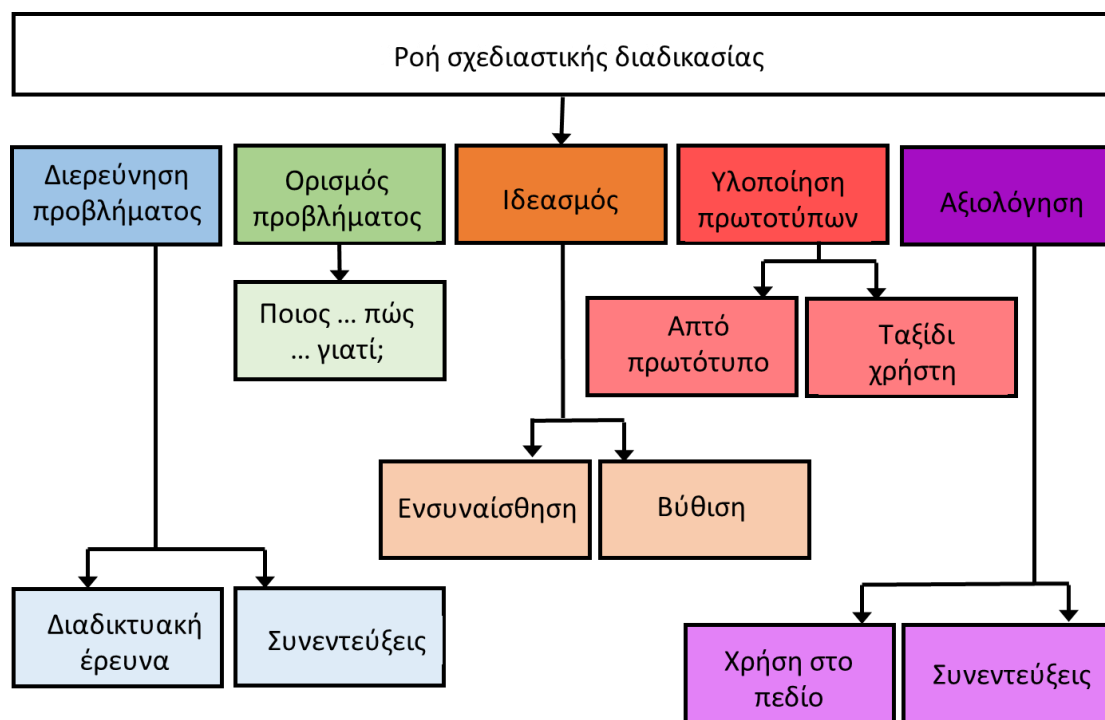 Ροή σχεδιαστικής διαδικασίας
Διερεύνηση
προβλήματος
Ορισμός
προβλήματος
Ιδεασμός
Υλοποίηση
πρωτοτύπων
Αξιολόγηση
Ποιος ... πώς
... γιατί;
Απτό
πρωτότυπο
Ταξίδι
χρήστη
Ενσυναίσθηση
Βύθιση
Διαδικτυακή
έρευνα
Συνεντεύξεις
Χρήση στο
πεδίο
Συνεντεύξεις